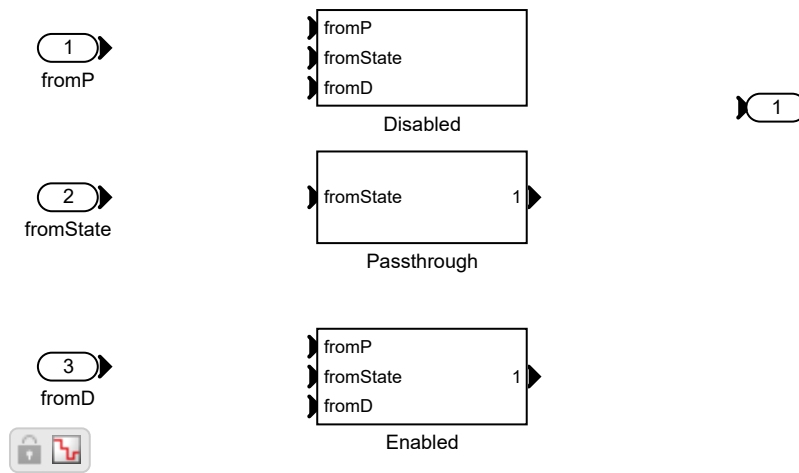 1
fromP
fromP
fromState
fromD
Disabled
1
2
fromState
fromState
1
Passthrough
3
fromD
fromP
fromState
1
fromD
Enabled